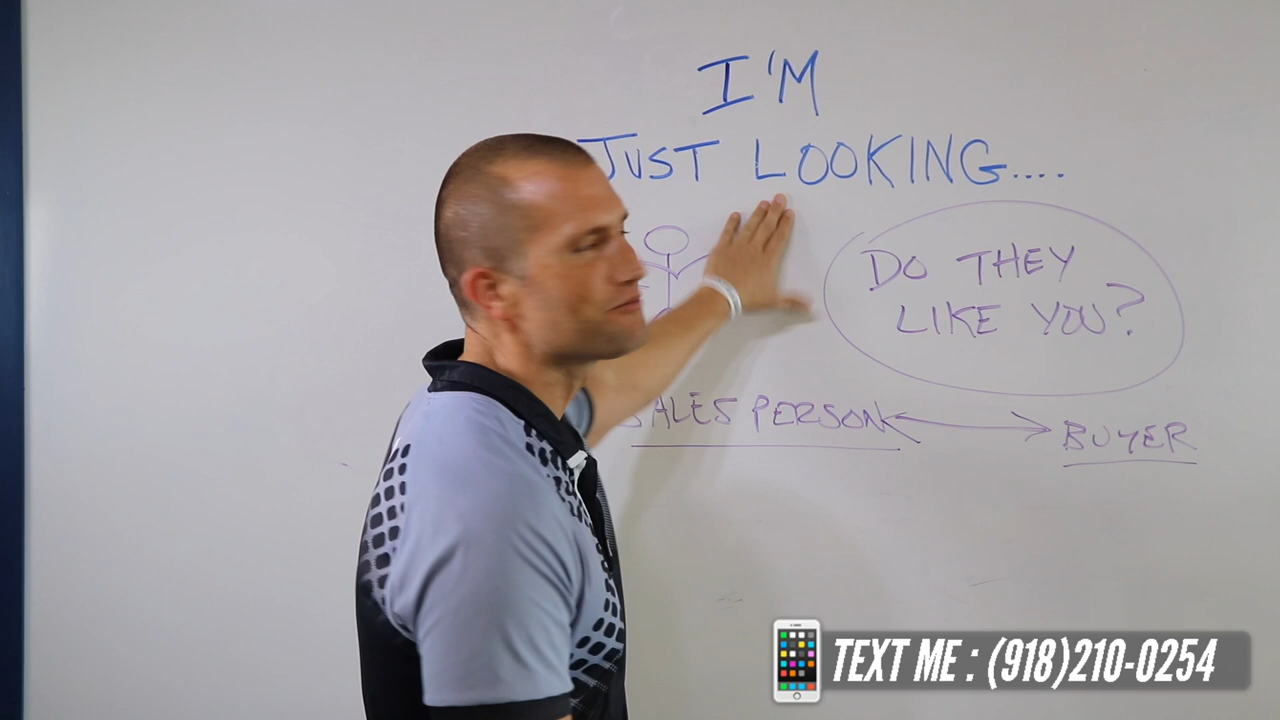 I'M
JUST LOOKING....
DO THEY
LIKE YOU?
SALES PERSON
BUYER
TEXT ME : (918)210-0254